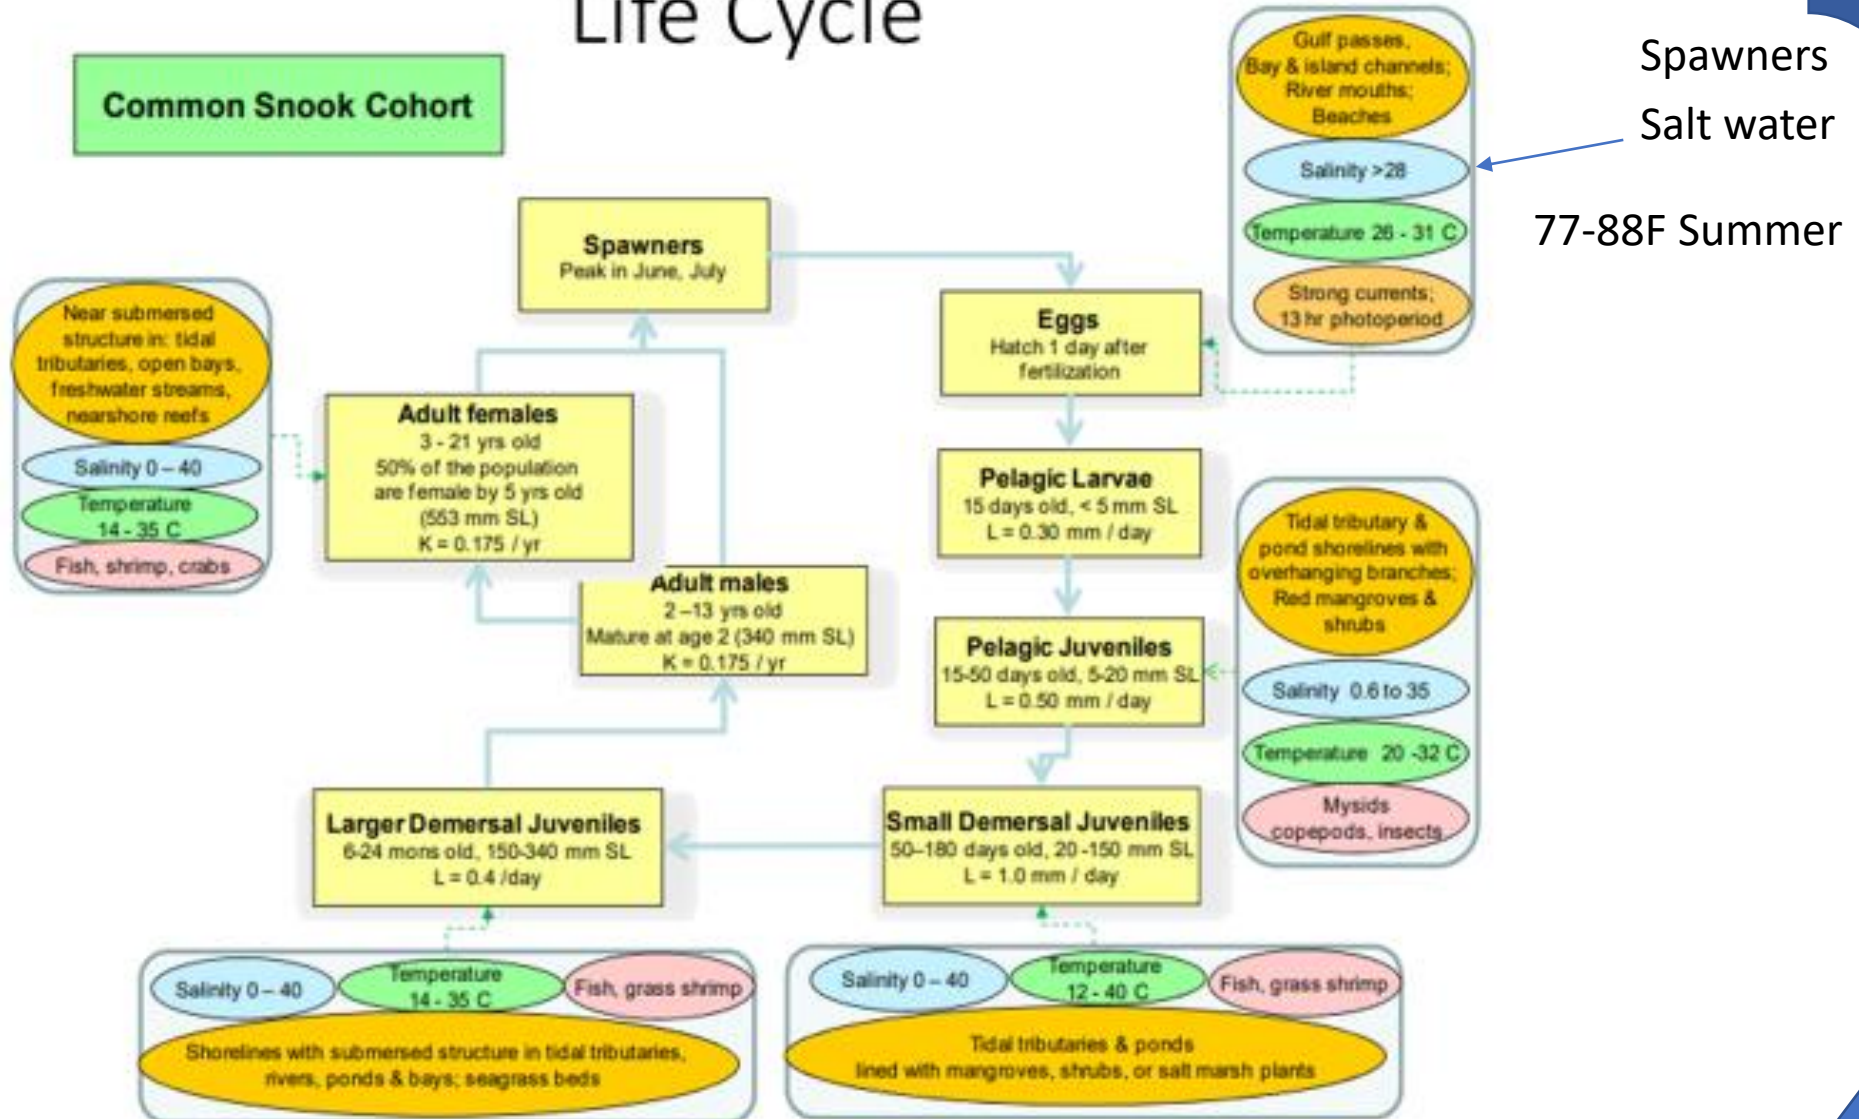 Life Cycle
Common Snook Cohort
Spawners
Peak in June, July
Eggs
Hatch 1 day after
fertilization
Pelagic Larvae
15 days old, < 5 mm SL
L = 0.30 mm / day
Pelagic Juveniles
15-50 days old, 5-20 mm SL
L = 0.50 mm / day
Small Demersal Juveniles
50–180 days old, 20 -150 mm SL
L = 1.0 mm / day
Larger Demersal Juveniles
6-24 mons old, 150-340 mm SL
L = 0.4 /day
Adult males
2 –13 yrs old
Mature at age 2 (340 mm SL)
K = 0.175 / yr
Adult females
3 - 21 yrs old
50% of the population
are female by 5 yrs old
(553 mm SL)
K = 0.175 / yr
Near submersed
structure in: tidal
tributaries, open bays,
freshwater streams,
nearshore reefs
Salinity 0 – 40
Temperature
14 - 35 C
Fish, shrimp, crabs
Gulf passes,
Bay & island channels;
River mouths;
Beaches
Salinity >28
Temperature 26 - 31 C
Strong currents;
13 hr photoperiod
Spawners
Salt water
77-88F Summer
Tidal tributary &
pond shorelines with
overhanging branches;
Red mangroves &
shrubs
Salinity 0.6 to 35
Temperature 20 -32 C
Mysids
copepods, insects
Salinity 0 – 40
Temperature
14 - 35 C
Fish, grass shrimp
Shorelines with submersed structure in tidal tributaries,
rivers, ponds & bays; seagrass beds
Salinity 0 – 40
Temperature
12 - 40 C
Fish, grass shrimp
Tidal tributaries & ponds
lined with mangroves, shrubs, or salt marsh plants